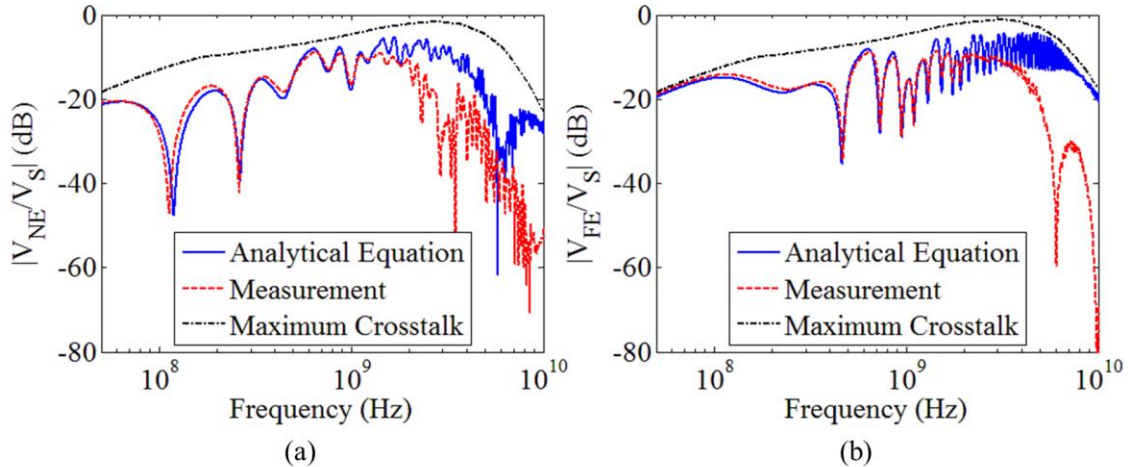 0
-20
-40
-60
-80
|V_NE/V_S| (dB)
Analytical Equation
Measurement
Maximum Crosstalk
10^8
10^9
10^10
Frequency (Hz)
(a)
0
-20
-40
-60
-80
|V_FE/V_S| (dB)
Analytical Equation
Measurement
Maximum Crosstalk
10^8
10^9
10^10
Frequency (Hz)
(b)